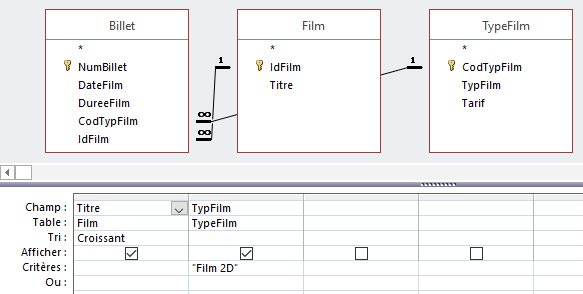 Billet Film TypeFilm
* * *
NumBillet 1 IdFilm 1 CodTypFilm
DateFilm Titre TypFilm
DureeFilm Tarif
CodTypFilm ∞
IdFilm ∞
Champ : Titre TypFilm
Table : Film TypeFilm
Tri : Croissant
Afficher :
Critères : "Film 2D"
Ou :